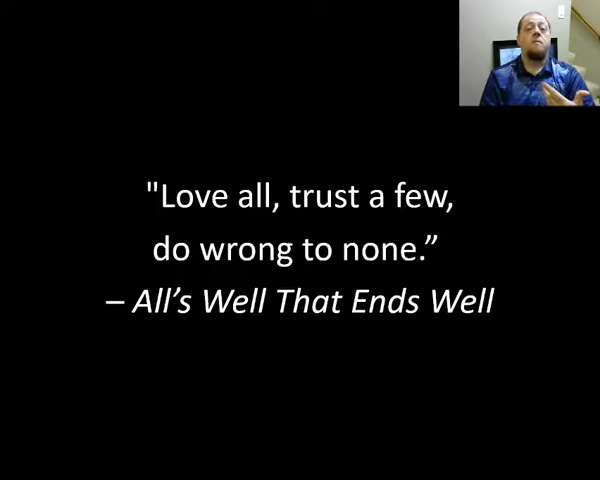 "Love all, trust a few,
do wrong to none.”
– All’s Well That Ends Well